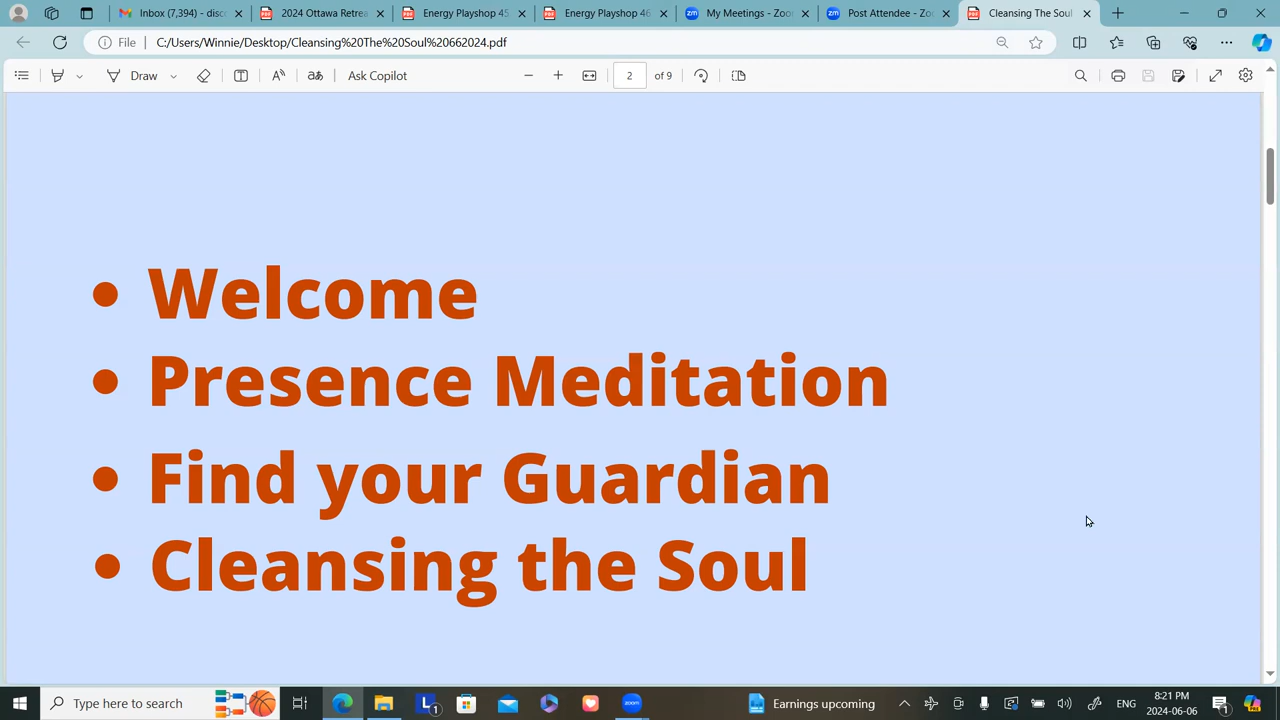 Inbox (7,394) - disc
2024 Ottawa Retrea
Energy Playshop 45
Energy Playshop 46
My Meetings - Zoo
Post Attendee - Zo
Cleansing The Soul
File
C:/Users/Winnie/Desktop/Cleansing%20The%20Soul%20662024.pdf
Draw
Ask Copilot
2
of 9
• Welcome
• Presence Meditation
• Find your Guardian
• Cleansing the Soul
Type here to search
Earnings upcoming
ENG
8:21 PM
2024-06-06